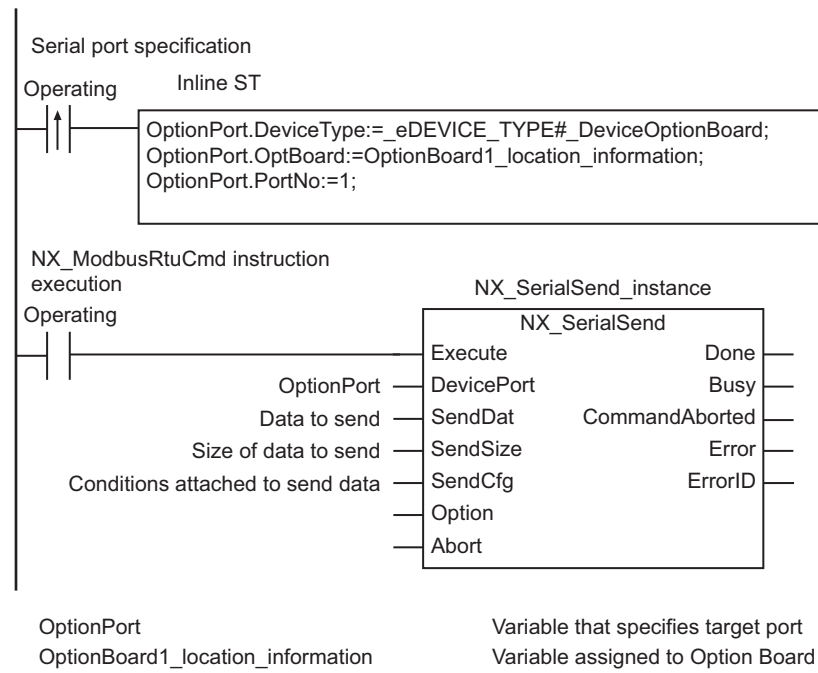 Serial port specification
Operating
Inline ST
OptionPort.DeviceType:=_eDEVICE_TYPE#_DeviceOptionBoard;
OptionPort.OptBoard:=OptionBoard1_location_information;
OptionPort.PortNo:=1;
NX_ModbusRtuCmd instruction
execution
Operating
NX_SerialSend_instance
NX_SerialSend
Execute Done
OptionPort DevicePort Busy
Data to send SendDat CommandAborted
Size of data to send SendSize Error
Conditions attached to send data SendCfg ErrorID
Option
Abort
OptionPort Variable that specifies target port
OptionBoard1_location_information Variable assigned to Option Board